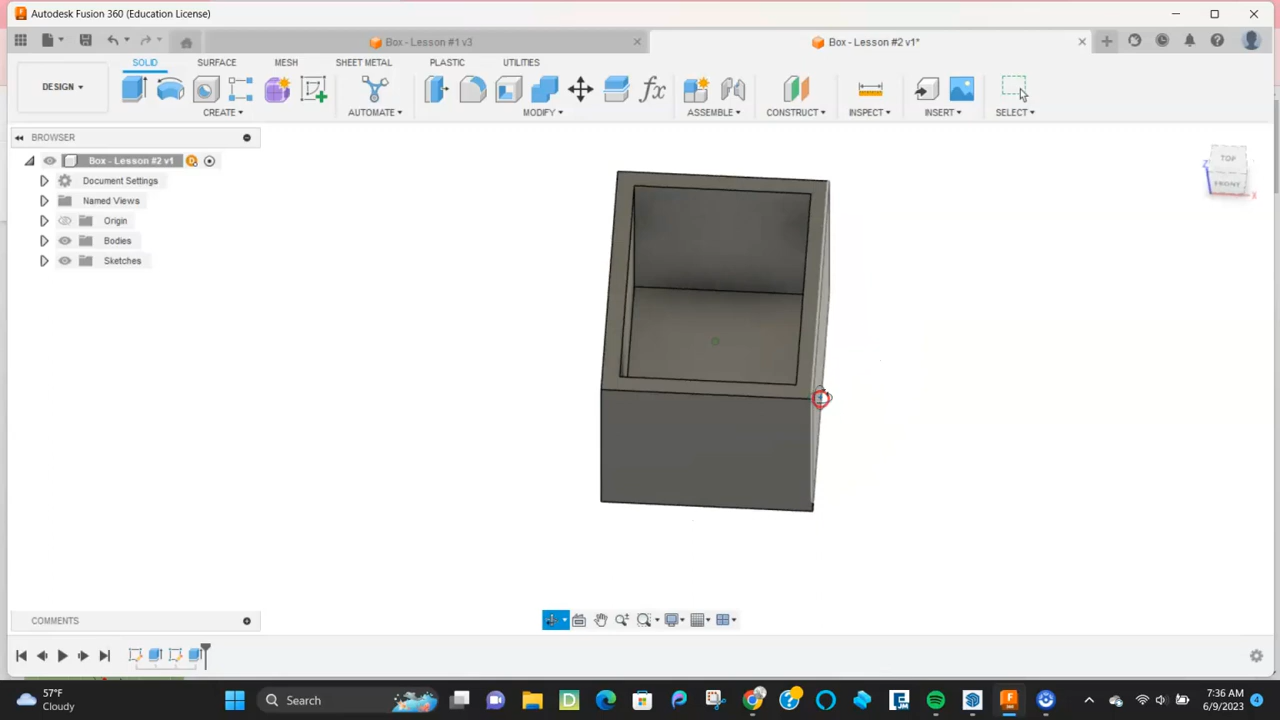 Autodesk Fusion 360 (Education License)
Box - Lesson #1 v3
Box - Lesson #2 v1*
SOLID SURFACE MESH SHEET METAL PLASTIC UTILITIES
DESIGN
CREATE AUTOMATE MODIFY ASSEMBLE CONSTRUCT INSPECT INSERT SELECT
BROWSER
Box - Lesson #2 v1
Document Settings
Named Views
Origin
Bodies
Sketches
TOP
FRONT
Z
X
COMMENTS
57°F
Cloudy
Search
7:36 AM
6/9/2023
4